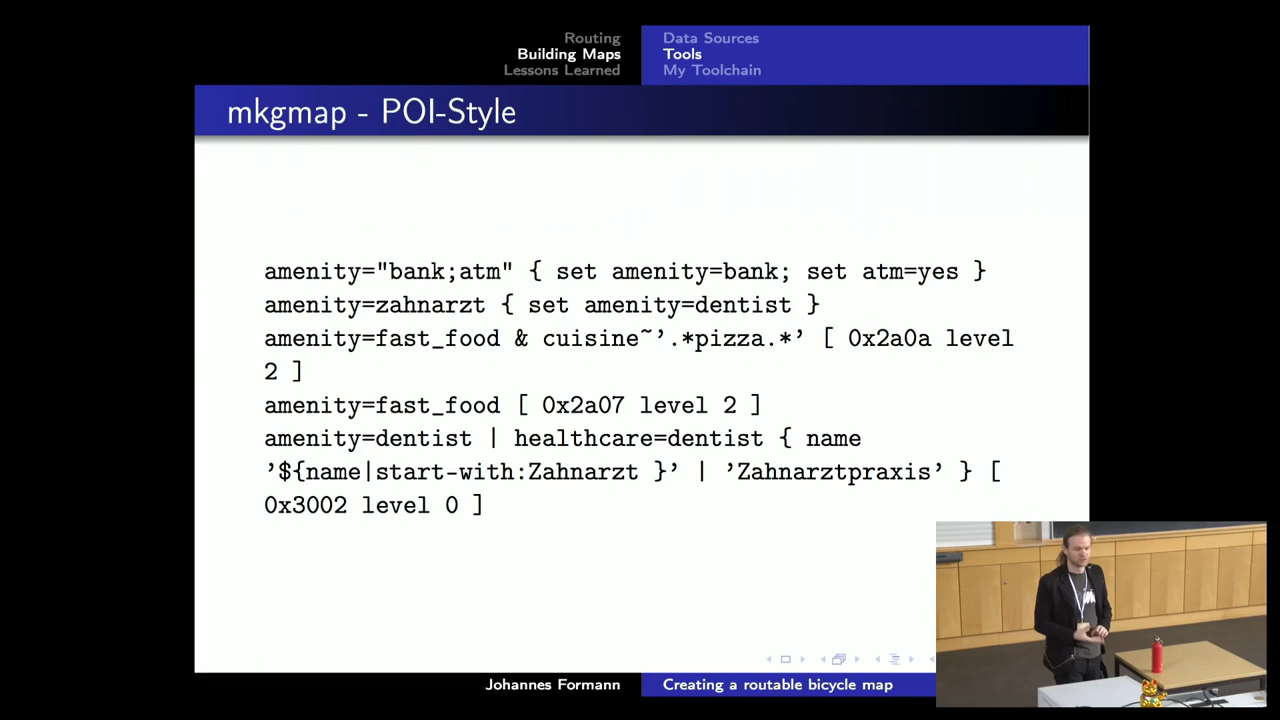 Routing
Building Maps
Lessons Learned
Data Sources
Tools
My Toolchain
mkgmap - POI-Style
amenity="bank;atm" { set amenity=bank; set atm=yes }
amenity=zahnarzt { set amenity=dentist }
amenity=fast_food & cuisine~'.*pizza.*' [ 0x2a0a level
2 ]
amenity=fast_food [ 0x2a07 level 2 ]
amenity=dentist | healthcare=dentist { name
'${name|start-with:Zahnarzt }' | 'Zahnarztpraxis' } [
0x3002 level 0 ]
Johannes Formann
Creating a routable bicycle map